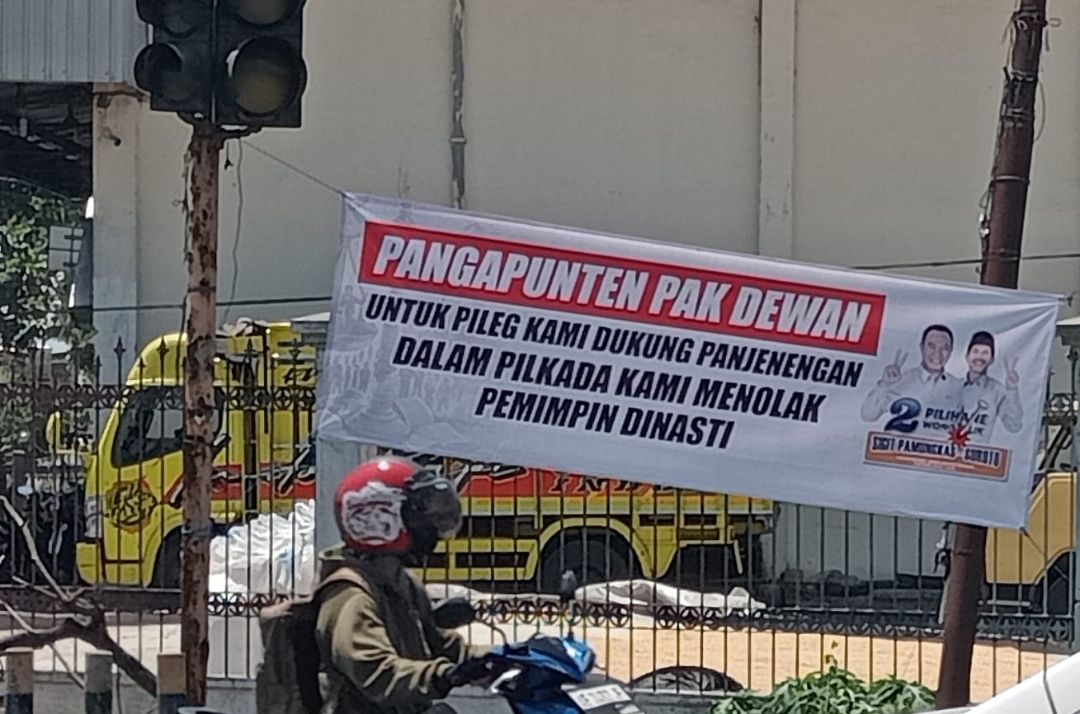 PANGAPUNTEN PAK DEWAN
UNTUK PILEG KAMI DUKUNG PANJENENGAN
DALAM PILKADA KAMI MENOLAK
PEMIMPIN DINASTI
2
SIGIT PAMUNGKAS